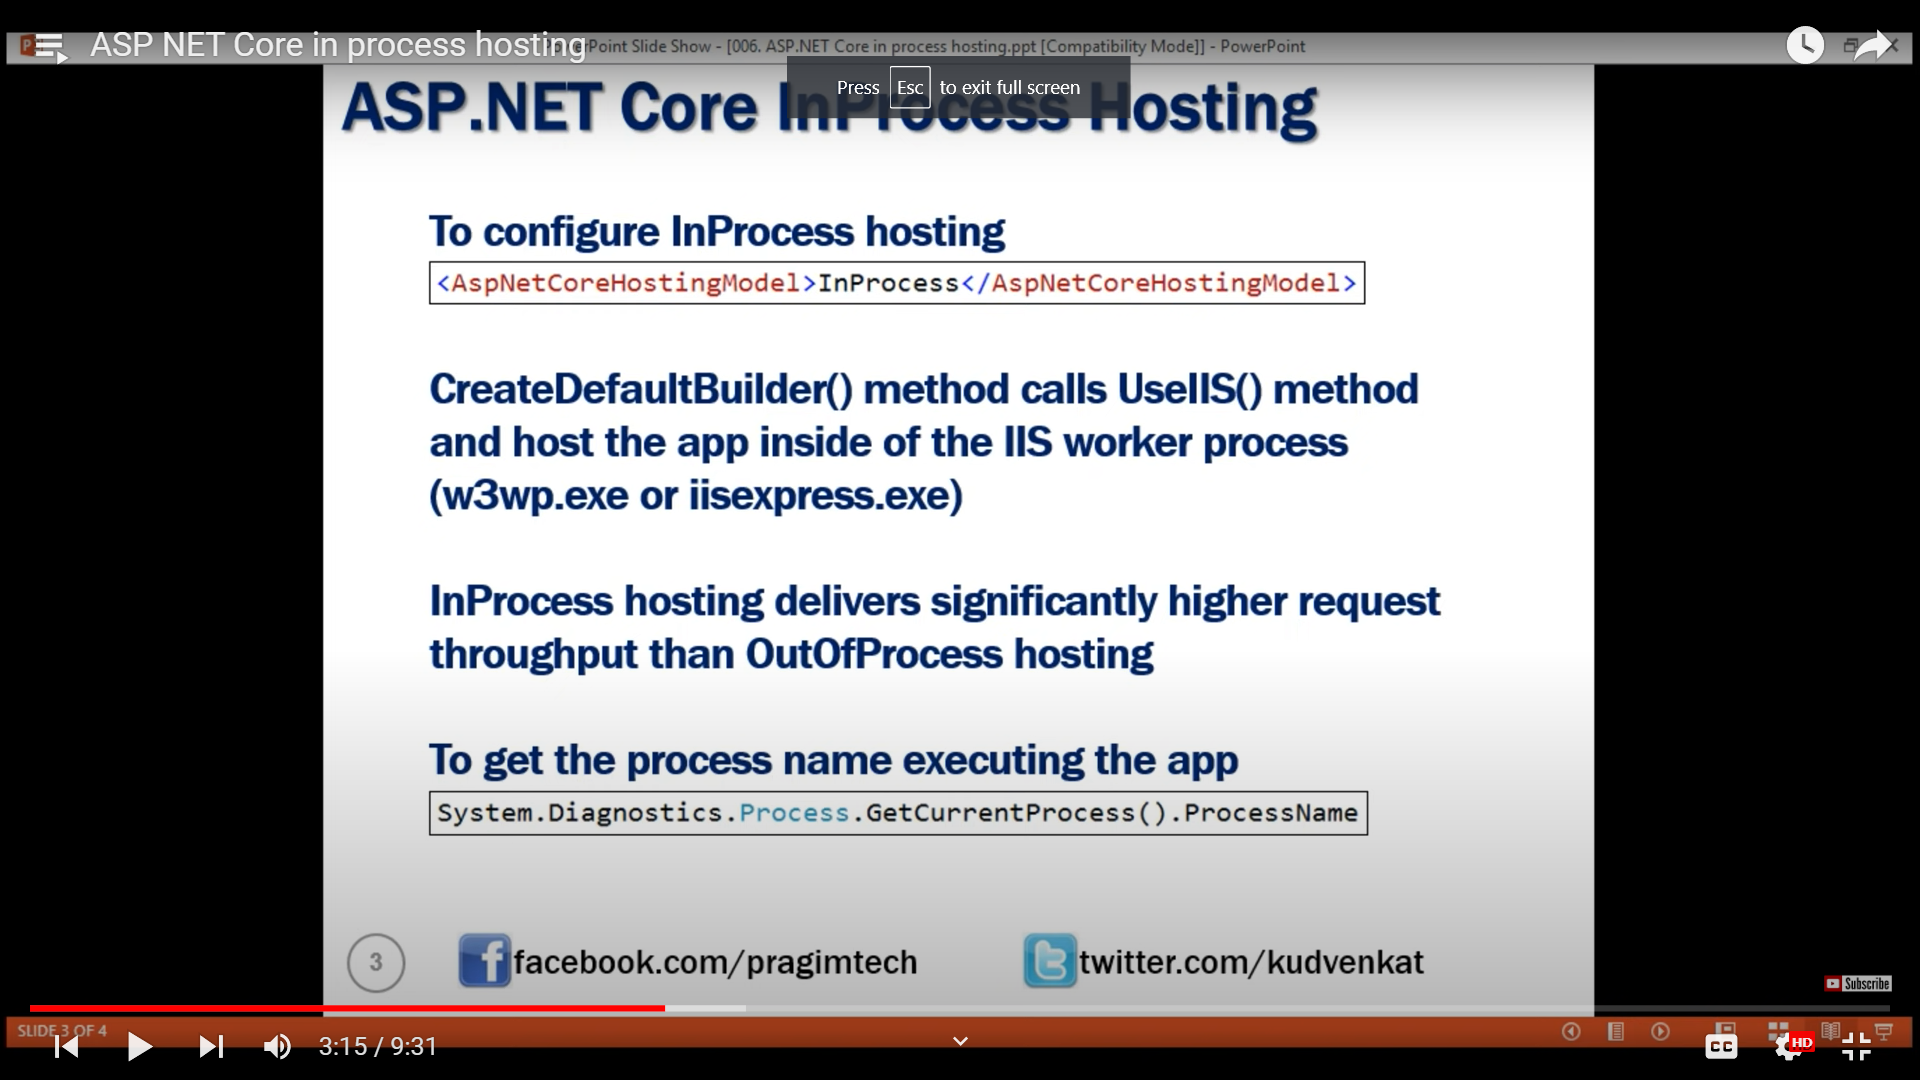 ASP NET Core in process hosting
PowerPoint Slide Show - [006. ASP.NET Core in process hosting.ppt [Compatibility Mode]] - PowerPoint
Press Esc to exit full screen
ASP.NET Core InProcess Hosting
To configure InProcess hosting
<AspNetCoreHostingModel>InProcess</AspNetCoreHostingModel>
CreateDefaultBuilder() method calls UseIIS() method
and host the app inside of the IIS worker process
(w3wp.exe or iisexpress.exe)
InProcess hosting delivers significantly higher request
throughput than OutOfProcess hosting
To get the process name executing the app
System.Diagnostics.Process.GetCurrentProcess().ProcessName
3
facebook.com/pragimtech
twitter.com/kudvenkat
Subscribe
SLIDE 3 OF 4
3:15 / 9:31
CC
HD